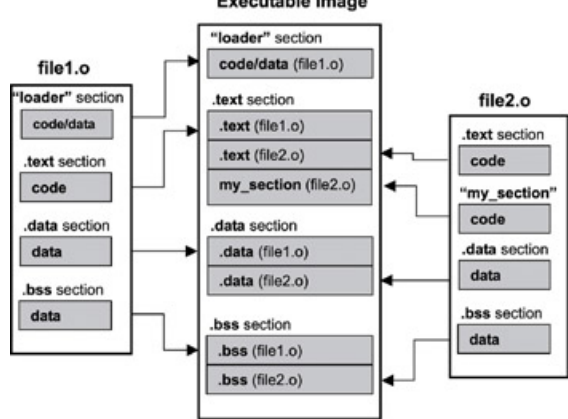 Executable Image
"loader" section
code/data (file1.o)
.text section
.text (file1.o)
.text (file2.o)
my_section (file2.o)
.data section
.data (file1.o)
.data (file2.o)
.bss section
.bss (file1.o)
.bss (file2.o)
file1.o
"loader" section
code/data
.text section
code
.data section
data
.bss section
data
file2.o
.text section
code
"my_section"
code
.data section
data
.bss section
data